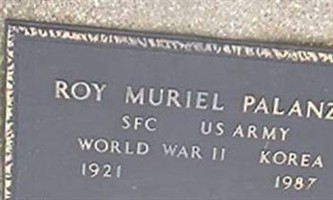 ROY MURIEL PALANZ
SFC US ARMY
WORLD WAR II KOREA
1921 1987